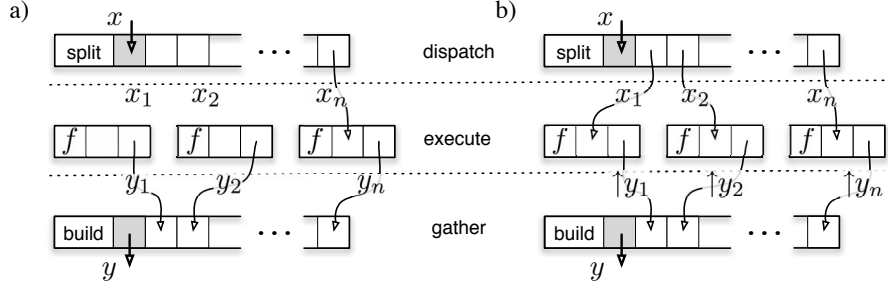 a) x b) x
split ... dispatch split ...
x₁ x₂ xₙ x₁ x₂ xₙ
f f f execute f f f
y₁ y₂ yₙ ↑y₁ ↑y₂ ↑yₙ
build ... gather build ...
y y